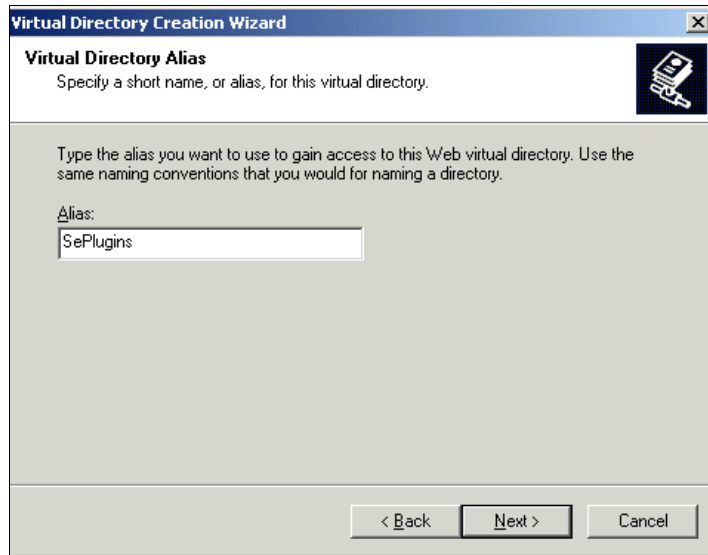 Virtual Directory Creation Wizard
Virtual Directory Alias
Specify a short name, or alias, for this virtual directory.
Type the alias you want to use to gain access to this Web virtual directory. Use the
same naming conventions that you would for naming a directory.
Alias:
SePlugins
< Back Next > Cancel